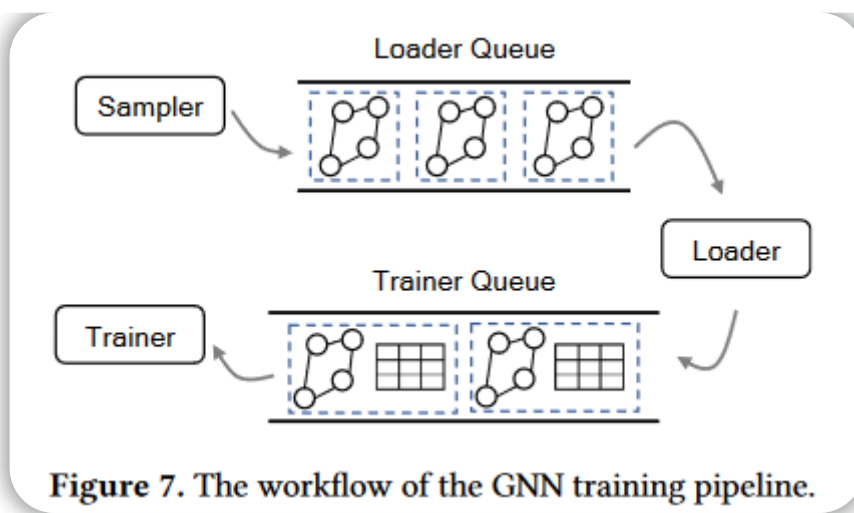 Loader Queue
Sampler
Loader
Trainer Queue
Trainer
Figure 7. The workflow of the GNN training pipeline.